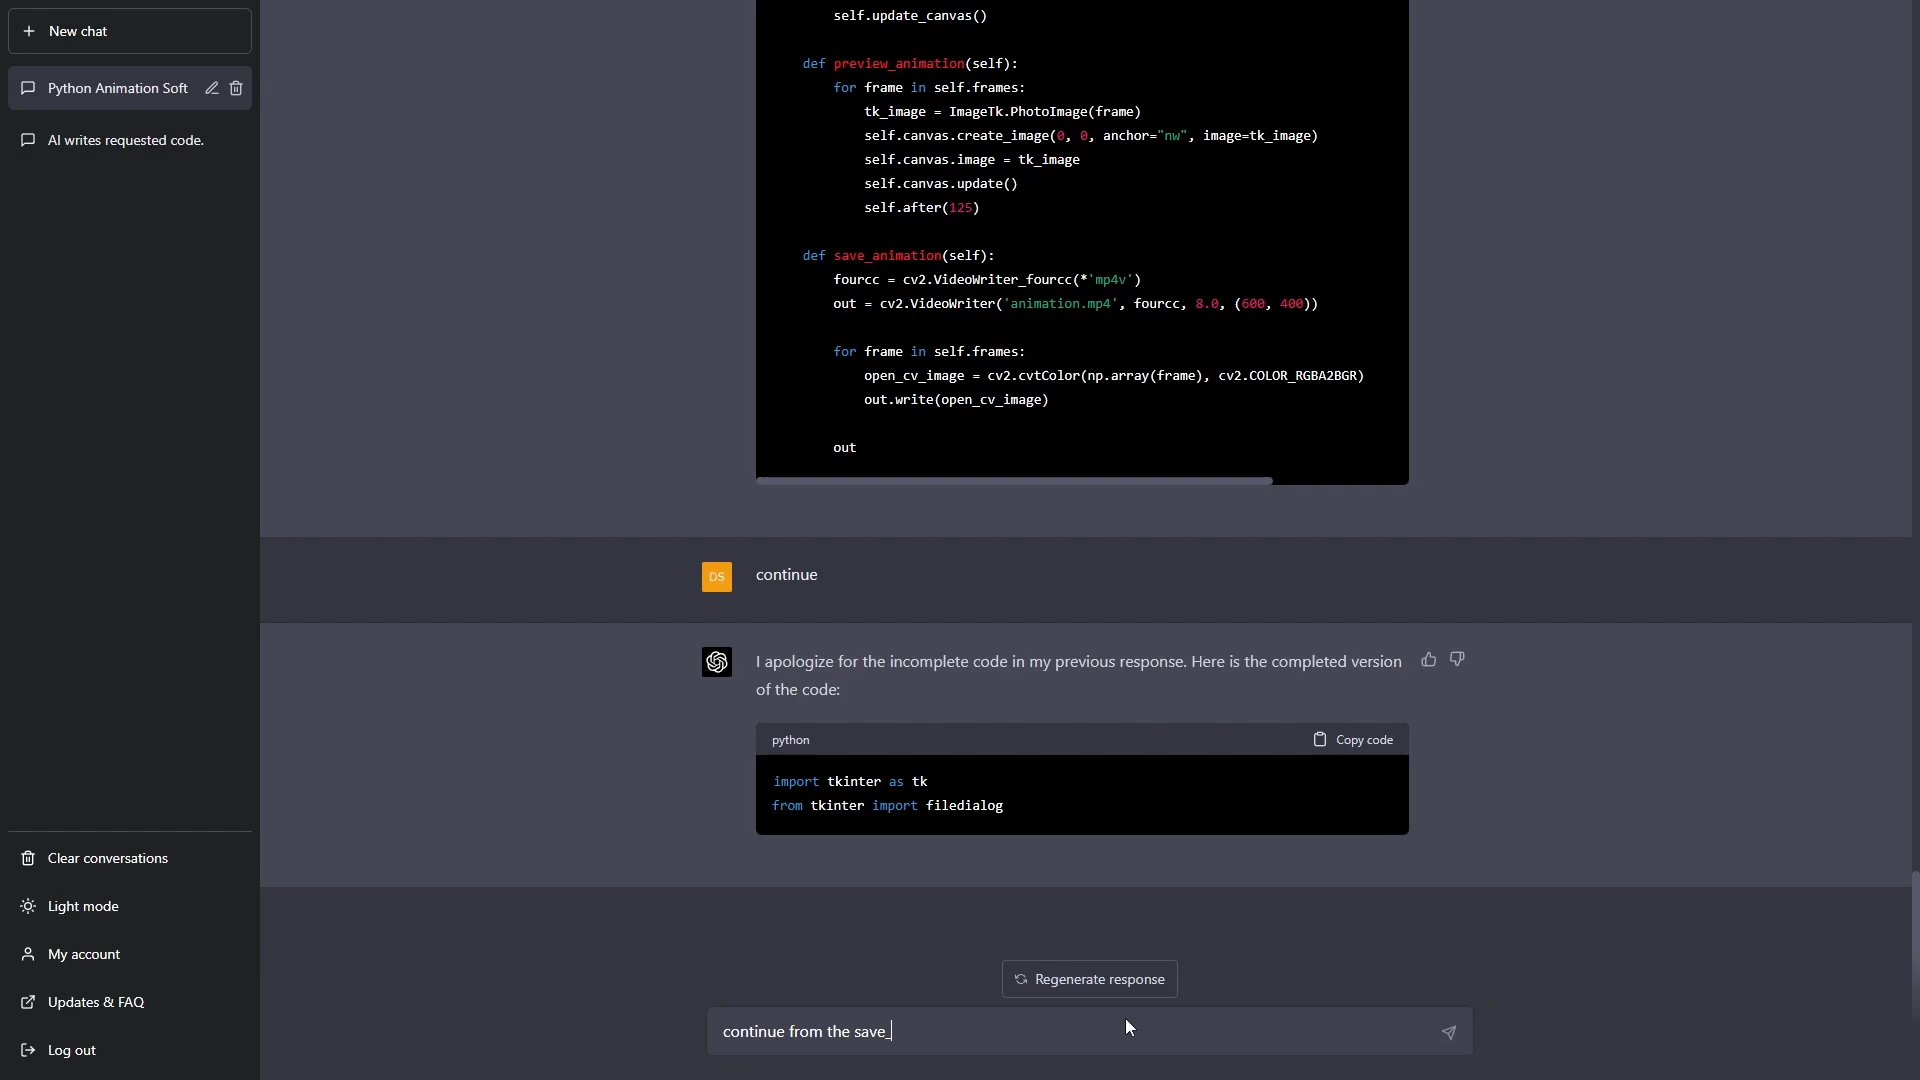 New chat
Python Animation Soft
AI writes requested code.
Clear conversations
Light mode
My account
Updates & FAQ
Log out
self.update_canvas()
def preview_animation(self):
for frame in self.frames:
tk_image = ImageTk.PhotoImage(frame)
self.canvas.create_image(0, 0, anchor="nw", image=tk_image)
self.canvas.image = tk_image
self.canvas.update()
self.after(125)
def save_animation(self):
fourcc = cv2.VideoWriter_fourcc(*'mp4v')
out = cv2.VideoWriter('animation.mp4', fourcc, 8.0, (600, 400))
for frame in self.frames:
open_cv_image = cv2.cvtColor(np.array(frame), cv2.COLOR_RGBA2BGR)
out.write(open_cv_image)
out
DS
continue
I apologize for the incomplete code in my previous response. Here is the completed version
of the code:
python
Copy code
import tkinter as tk
from tkinter import filedialog
Regenerate response
continue from the save_